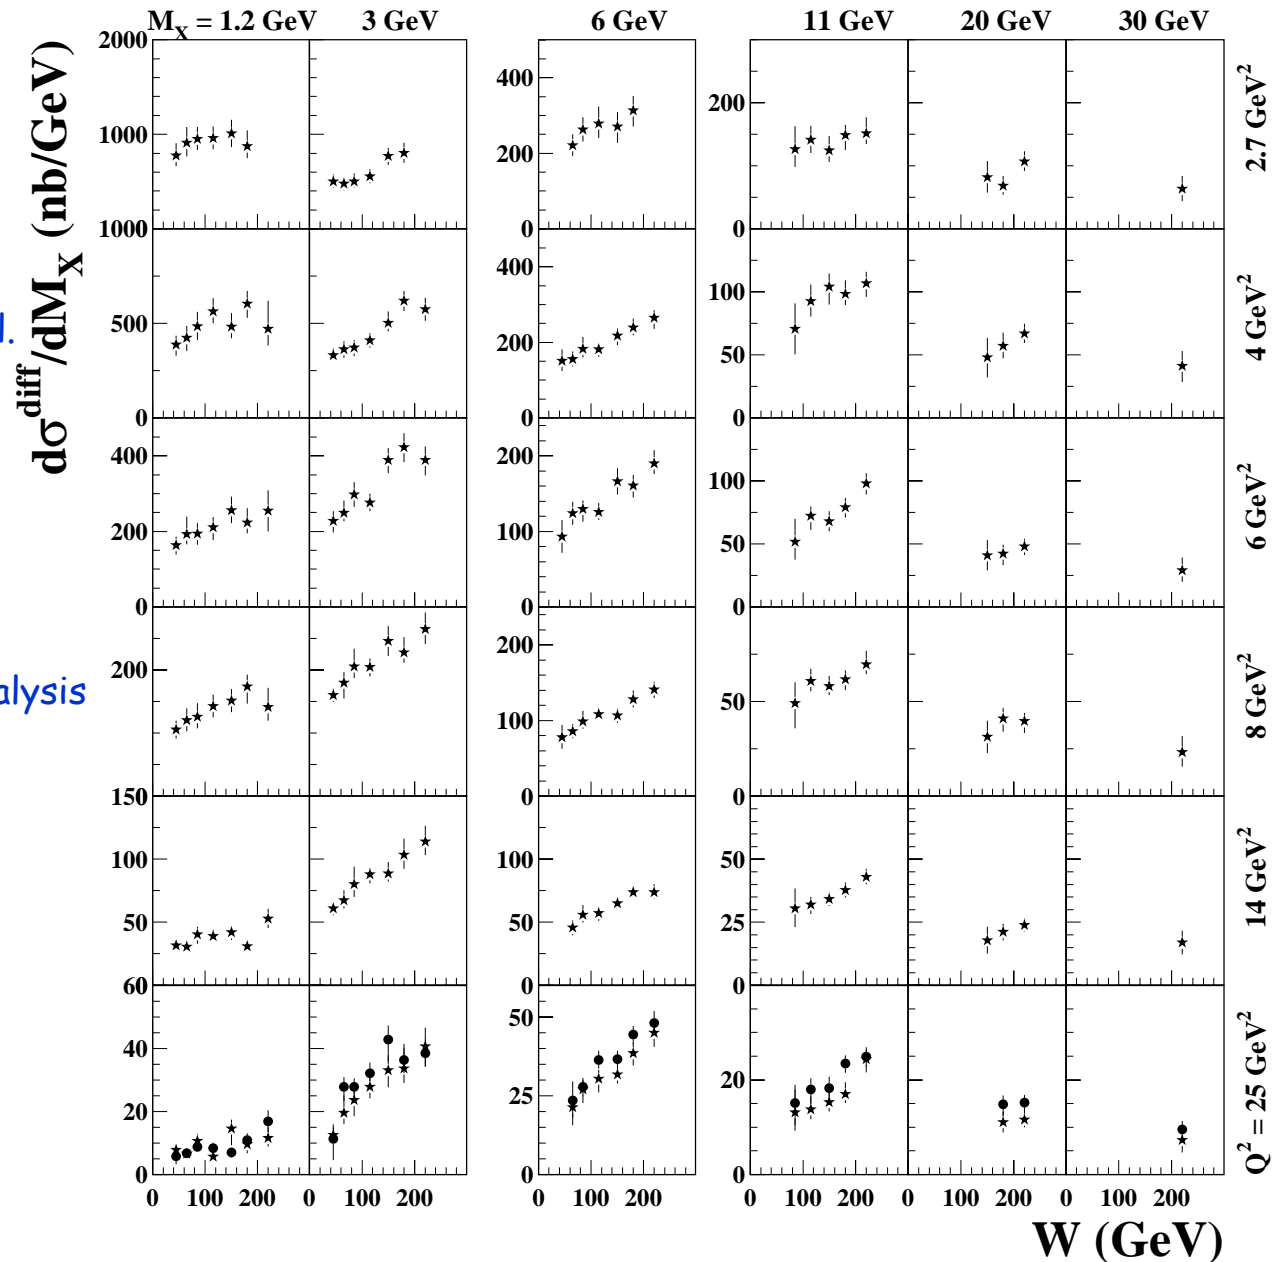 M_X = 1.2 GeV 3 GeV 6 GeV 11 GeV 20 GeV 30 GeV
dσ^diff/dM_X (nb/GeV)
2000 400 200
1000 200 2.7 GeV²
1000 0 0
400 100 4 GeV²
500 200 50
0 0 0
400 200 100 6 GeV²
200 100 50
0 0 0
200 200 50 8 GeV²
100
150 0 0
100 100 50 14 GeV²
50 50 25
60 0 0
40 50 20 Q² = 25 GeV²
20 25
0 0 0
0 100 200 0 100 200 0 100 200 0 100 200 0 100 200 0 100 200
W (GeV)
l.
alysis